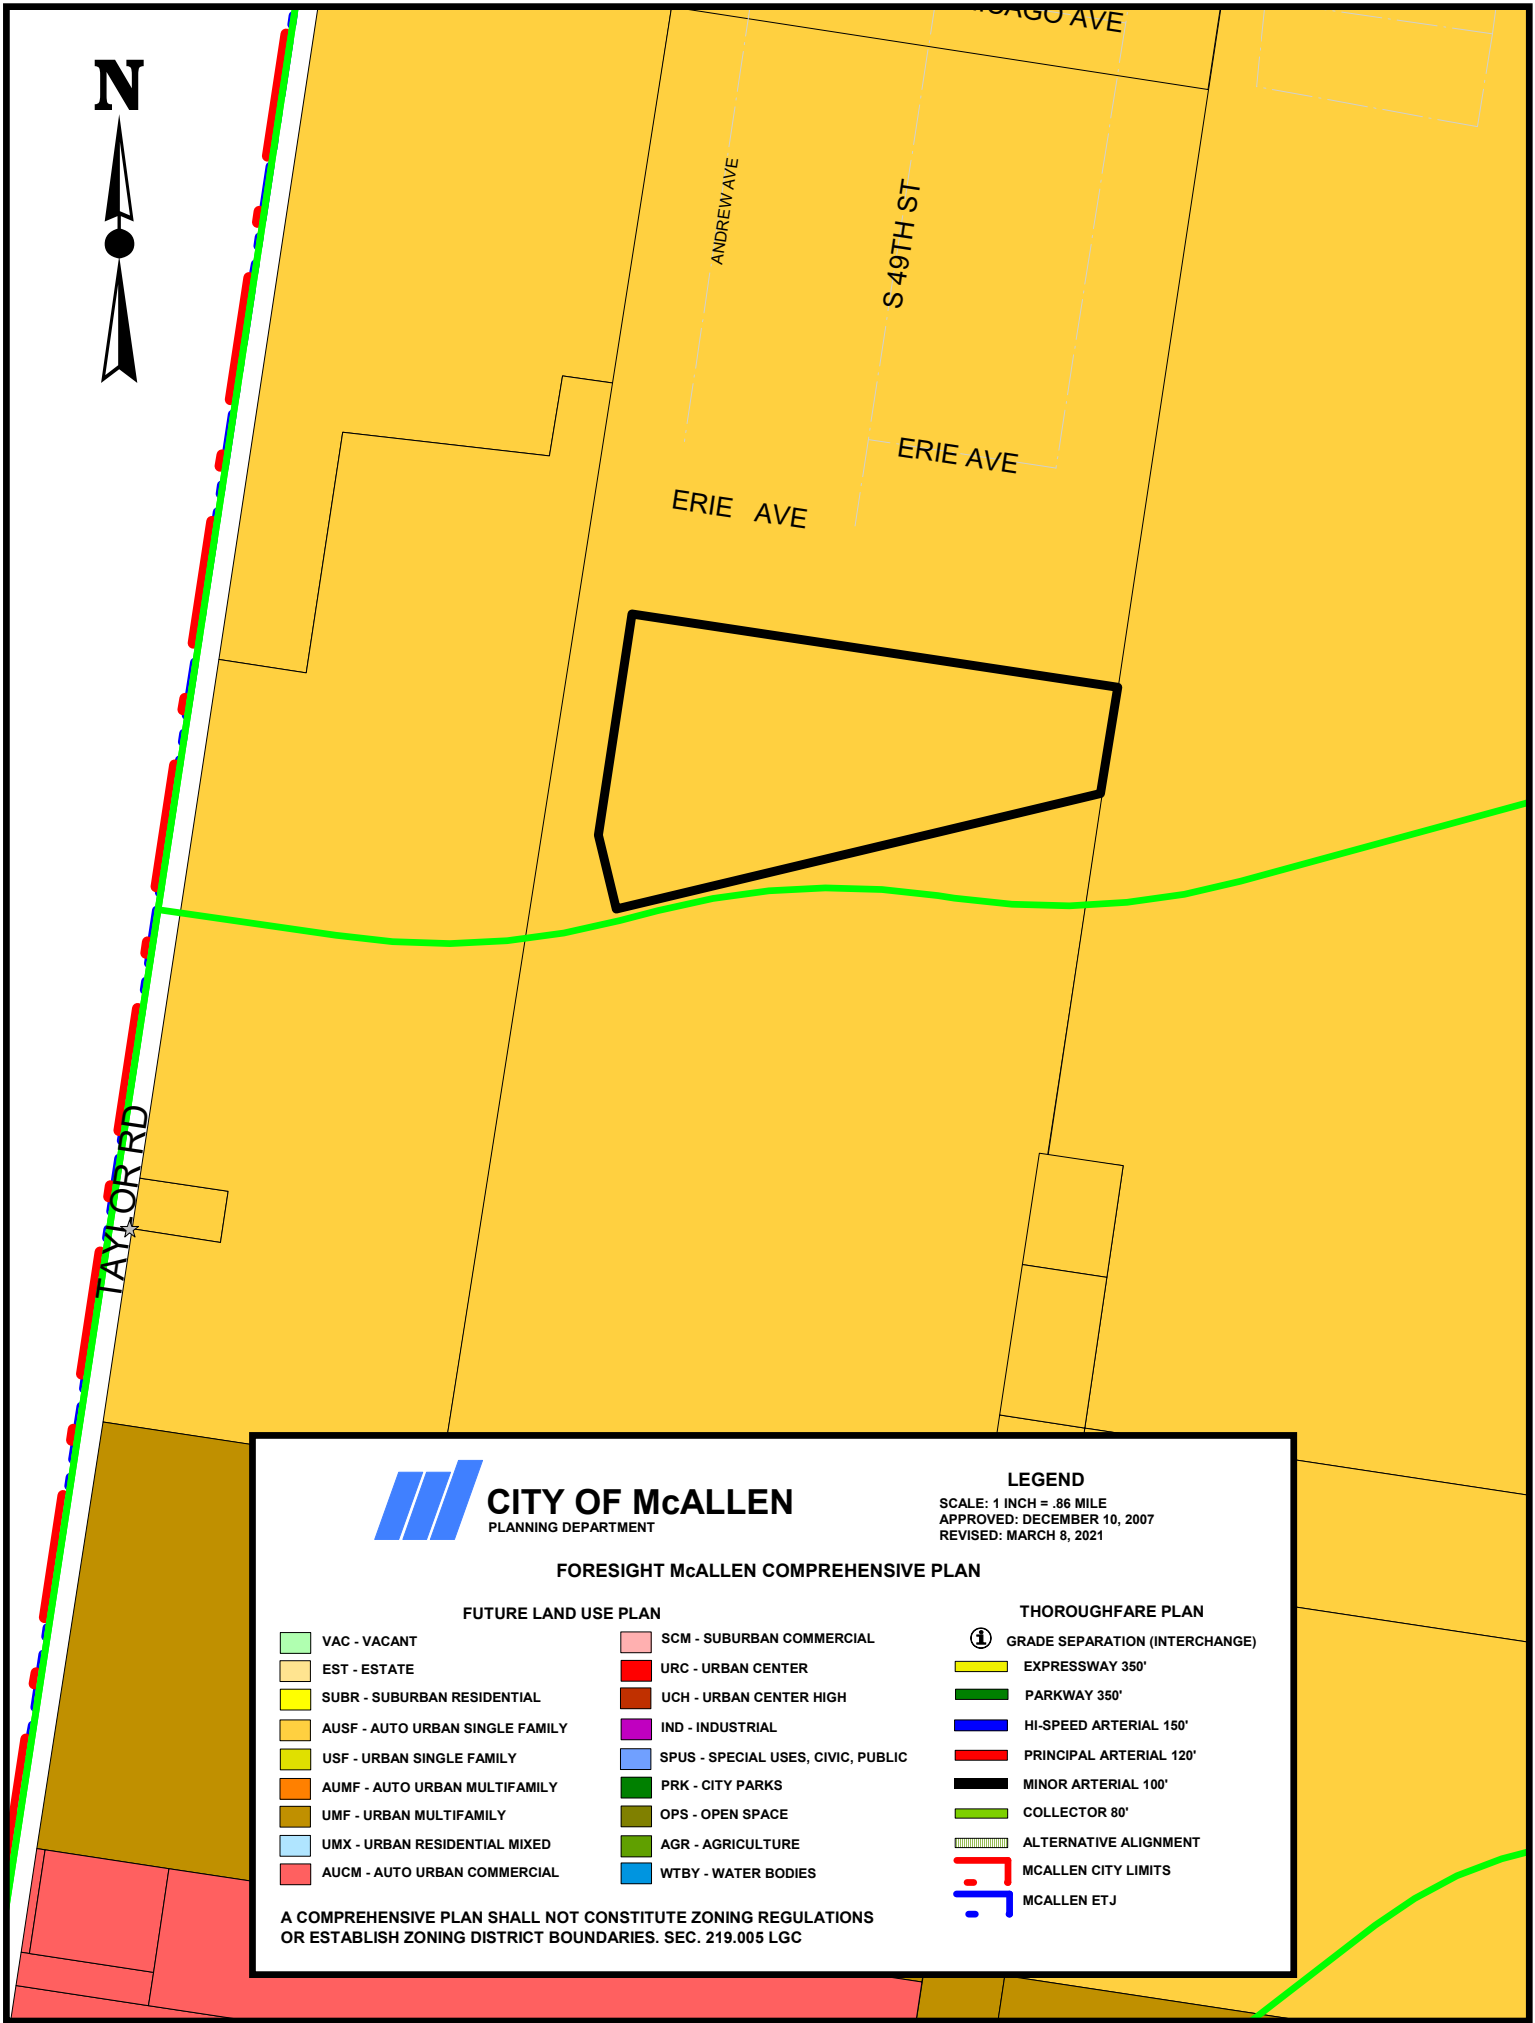 N
CAGO AVE
ANDREW AVE
S 49TH ST
ERIE AVE
ERIE AVE
TAYLOR RD
CITY OF McALLEN
PLANNING DEPARTMENT
LEGEND
SCALE: 1 INCH = .86 MILE
APPROVED: DECEMBER 10, 2007
REVISED: MARCH 8, 2021
FORESIGHT McALLEN COMPREHENSIVE PLAN
FUTURE LAND USE PLAN
VAC - VACANT
EST - ESTATE
SUBR - SUBURBAN RESIDENTIAL
AUSF - AUTO URBAN SINGLE FAMILY
USF - URBAN SINGLE FAMILY
AUMF - AUTO URBAN MULTIFAMILY
UMF - URBAN MULTIFAMILY
UMX - URBAN RESIDENTIAL MIXED
AUCM - AUTO URBAN COMMERCIAL
SCM - SUBURBAN COMMERCIAL
URC - URBAN CENTER
UCH - URBAN CENTER HIGH
IND - INDUSTRIAL
SPUS - SPECIAL USES, CIVIC, PUBLIC
PRK - CITY PARKS
OPS - OPEN SPACE
AGR - AGRICULTURE
WTBY - WATER BODIES
THOROUGHFARE PLAN
GRADE SEPARATION (INTERCHANGE)
EXPRESSWAY 350'
PARKWAY 350'
HI-SPEED ARTERIAL 150'
PRINCIPAL ARTERIAL 120'
MINOR ARTERIAL 100'
COLLECTOR 80'
ALTERNATIVE ALIGNMENT
MCALLEN CITY LIMITS
MCALLEN ETJ
A COMPREHENSIVE PLAN SHALL NOT CONSTITUTE ZONING REGULATIONS
OR ESTABLISH ZONING DISTRICT BOUNDARIES. SEC. 219.005 LGC